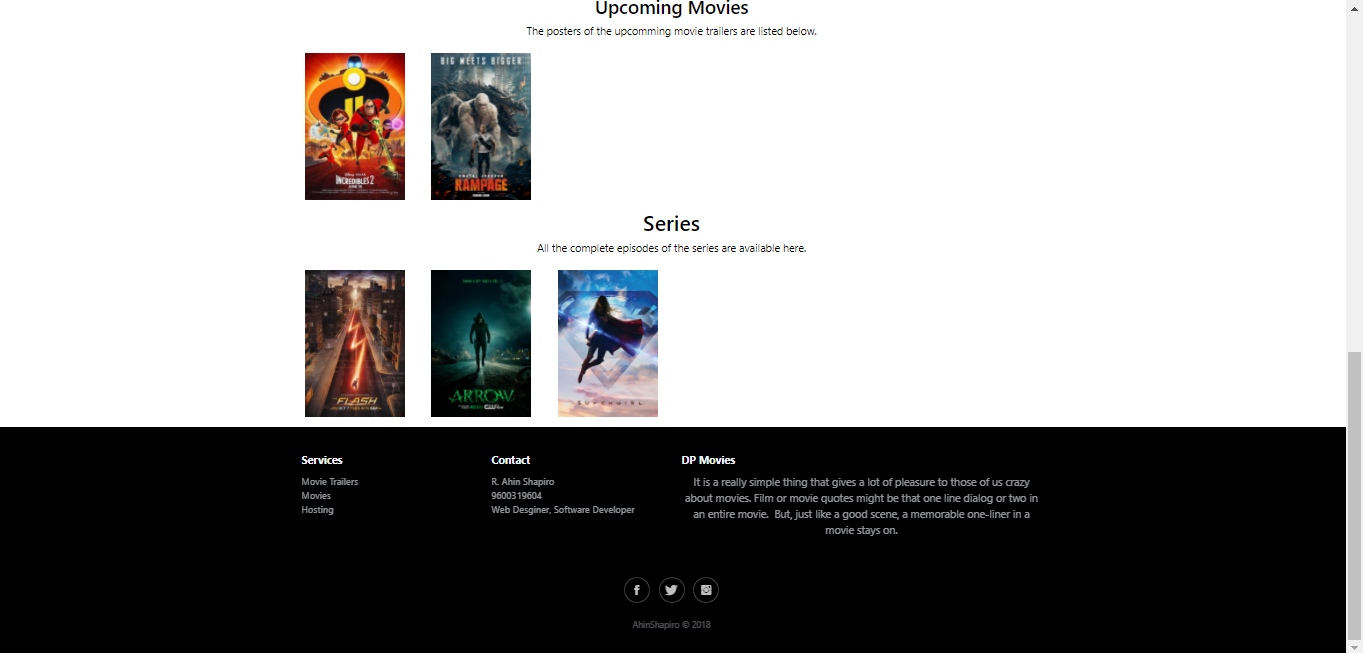 Upcoming Movies
The posters of the upcomming movie trailers are listed below.
BIG MEETS BIGGER
INCREDIBLES 2
JUNE 15
RAMPAGE
Series
All the complete episodes of the series are available here.
FLASH
ARROW
CW
SUPERGIRL
Services
Movie Trailers
Movies
Hosting
Contact
R. Ahin Shapiro
9600319604
Web Desginer, Software Developer
DP Movies
It is a really simple thing that gives a lot of pleasure to those of us crazy
about movies. Film or movie quotes might be that one line dialog or two in
an entire movie. But, just like a good scene, a memorable one-liner in a
movie stays on.
AhinShapiro © 2018